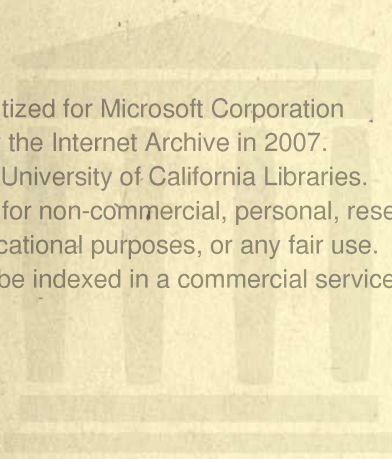 tized for Microsoft Corporation
the Internet Archive in 2007.
University of California Libraries.
for non-commercial, personal, rese
cational purposes, or any fair use.
be indexed in a commercial service